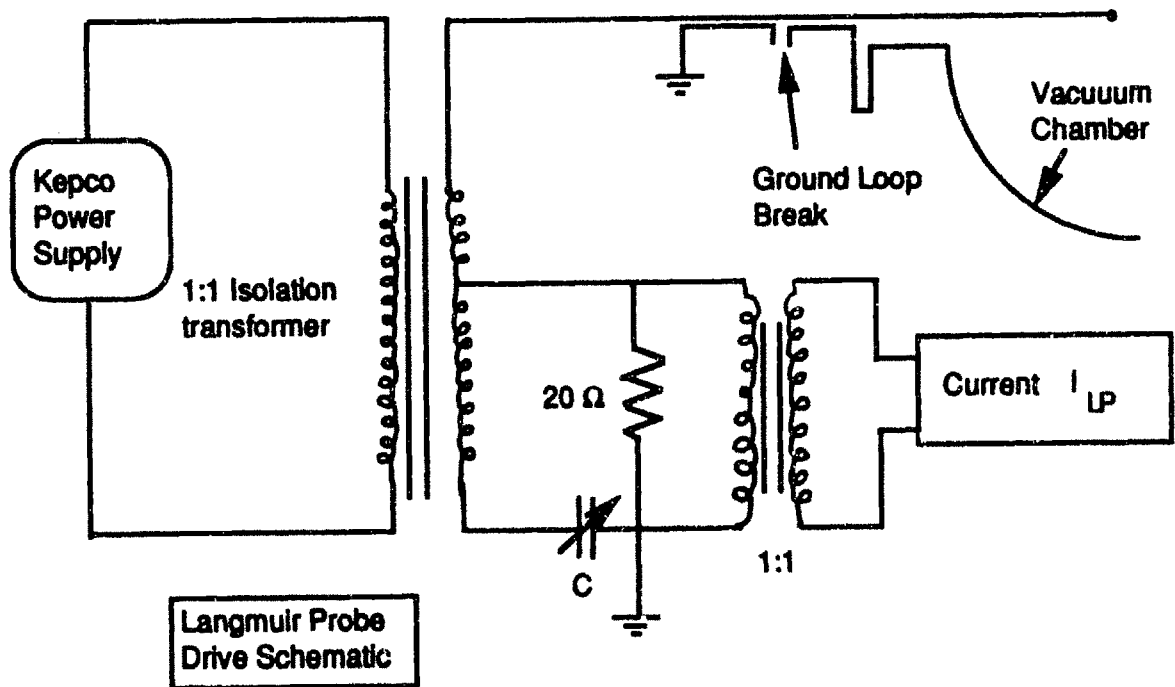 Kepco
Power
Supply
1:1 Isolation
transformer
Ground Loop
Break
Vacuuum
Chamber
20 Ω
C
1:1
Current I LP
Langmuir Probe
Drive Schematic